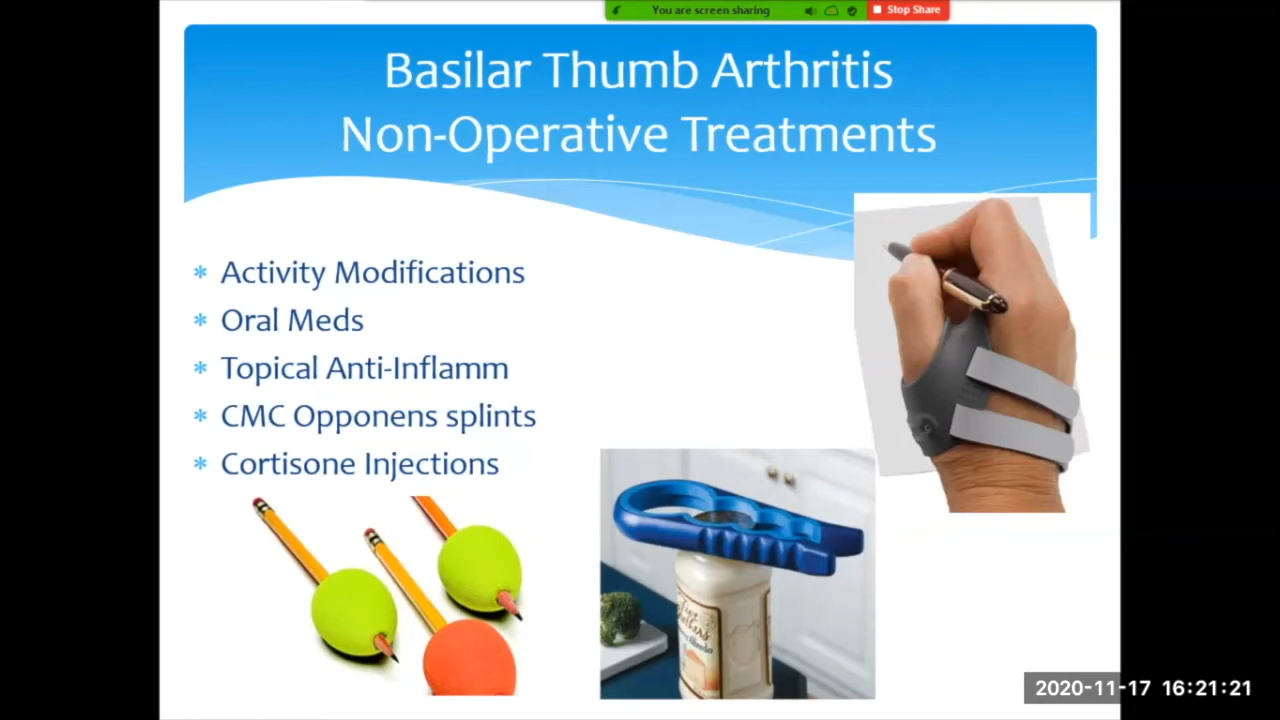 You are screen sharing
Stop Share
Basilar Thumb Arthritis
Non-Operative Treatments
* Activity Modifications
* Oral Meds
* Topical Anti-Inflamm
* CMC Opponens splints
* Cortisone Injections
2020-11-17 16:21:21